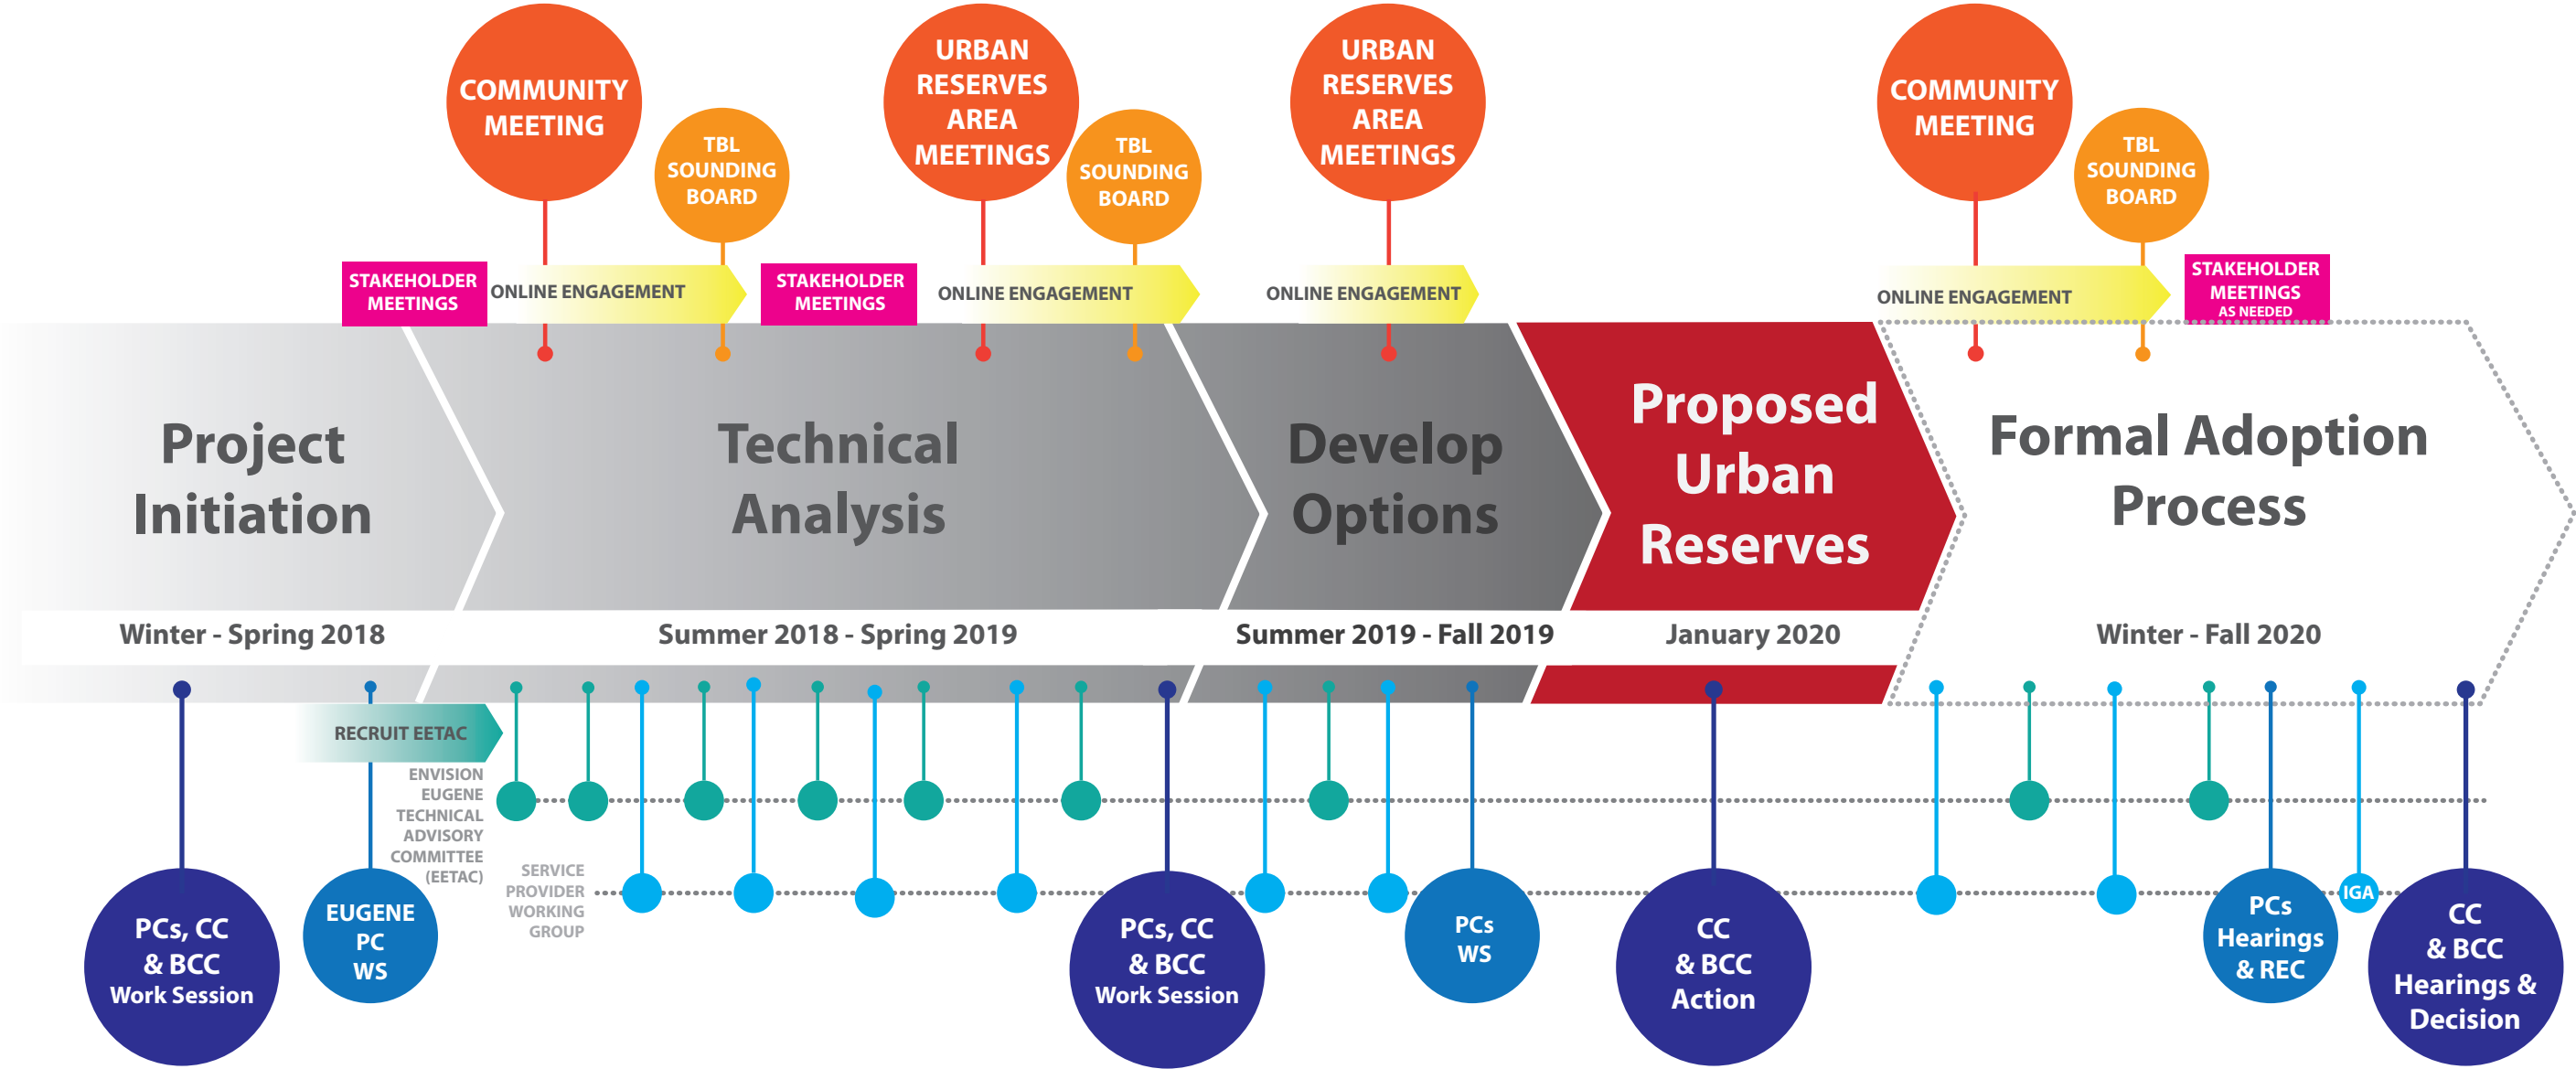 COMMUNITY
MEETING
TBL
SOUNDING
BOARD
URBAN
RESERVES
AREA
MEETINGS
TBL
SOUNDING
BOARD
URBAN
RESERVES
AREA
MEETINGS
COMMUNITY
MEETING
TBL
SOUNDING
BOARD
STAKEHOLDER
MEETINGS
ONLINE ENGAGEMENT
STAKEHOLDER
MEETINGS
ONLINE ENGAGEMENT
ONLINE ENGAGEMENT
ONLINE ENGAGEMENT
STAKEHOLDER
MEETINGS
AS NEEDED
Project
Initiation
Technical
Analysis
Develop
Options
Proposed
Urban
Reserves
Formal Adoption
Process
Winter - Spring 2018
Summer 2018 - Spring 2019
Summer 2019 - Fall 2019
January 2020
Winter - Fall 2020
RECRUIT EETAC
ENVISION
EUGENE
TECHNICAL
ADVISORY
COMMITTEE
(EETAC)
SERVICE
PROVIDER
WORKING
GROUP
PCs, CC
& BCC
Work Session
EUGENE
PC
WS
PCs, CC
& BCC
Work Session
PCs
WS
CC
& BCC
Action
PCs
Hearings
& REC
IGA
CC
& BCC
Hearings &
Decision